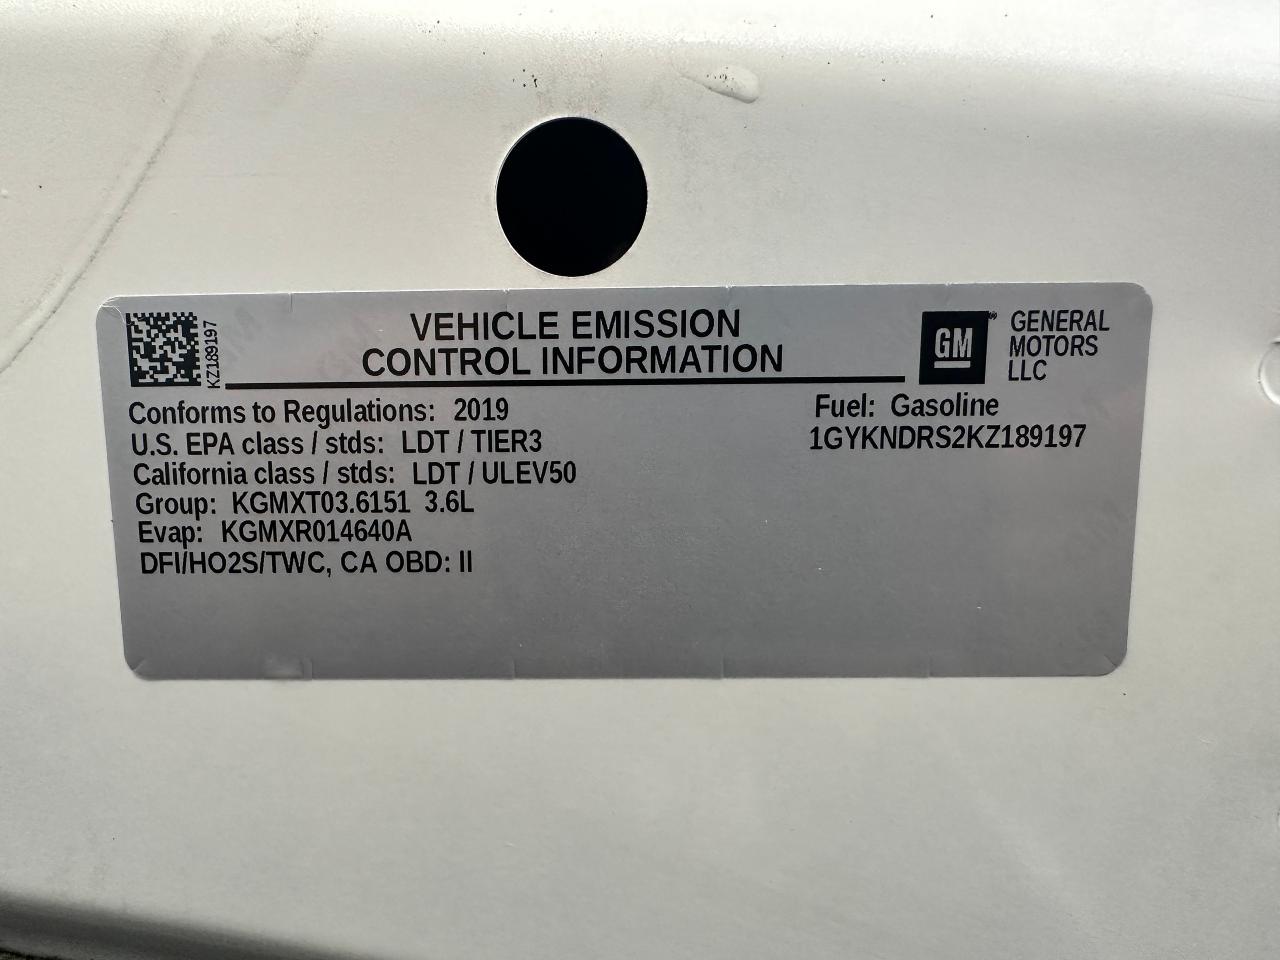 KZ189197
VEHICLE EMISSION
CONTROL INFORMATION
GM
GENERAL
MOTORS
LLC
Conforms to Regulations: 2019
U.S. EPA class / stds: LDT / TIER3
California class / stds: LDT / ULEV50
Group: KGMXT03.6151 3.6L
Evap: KGMXR014640A
DFI/HO2S/TWC, CA OBD: II
Fuel: Gasoline
1GYKNDRS2KZ189197